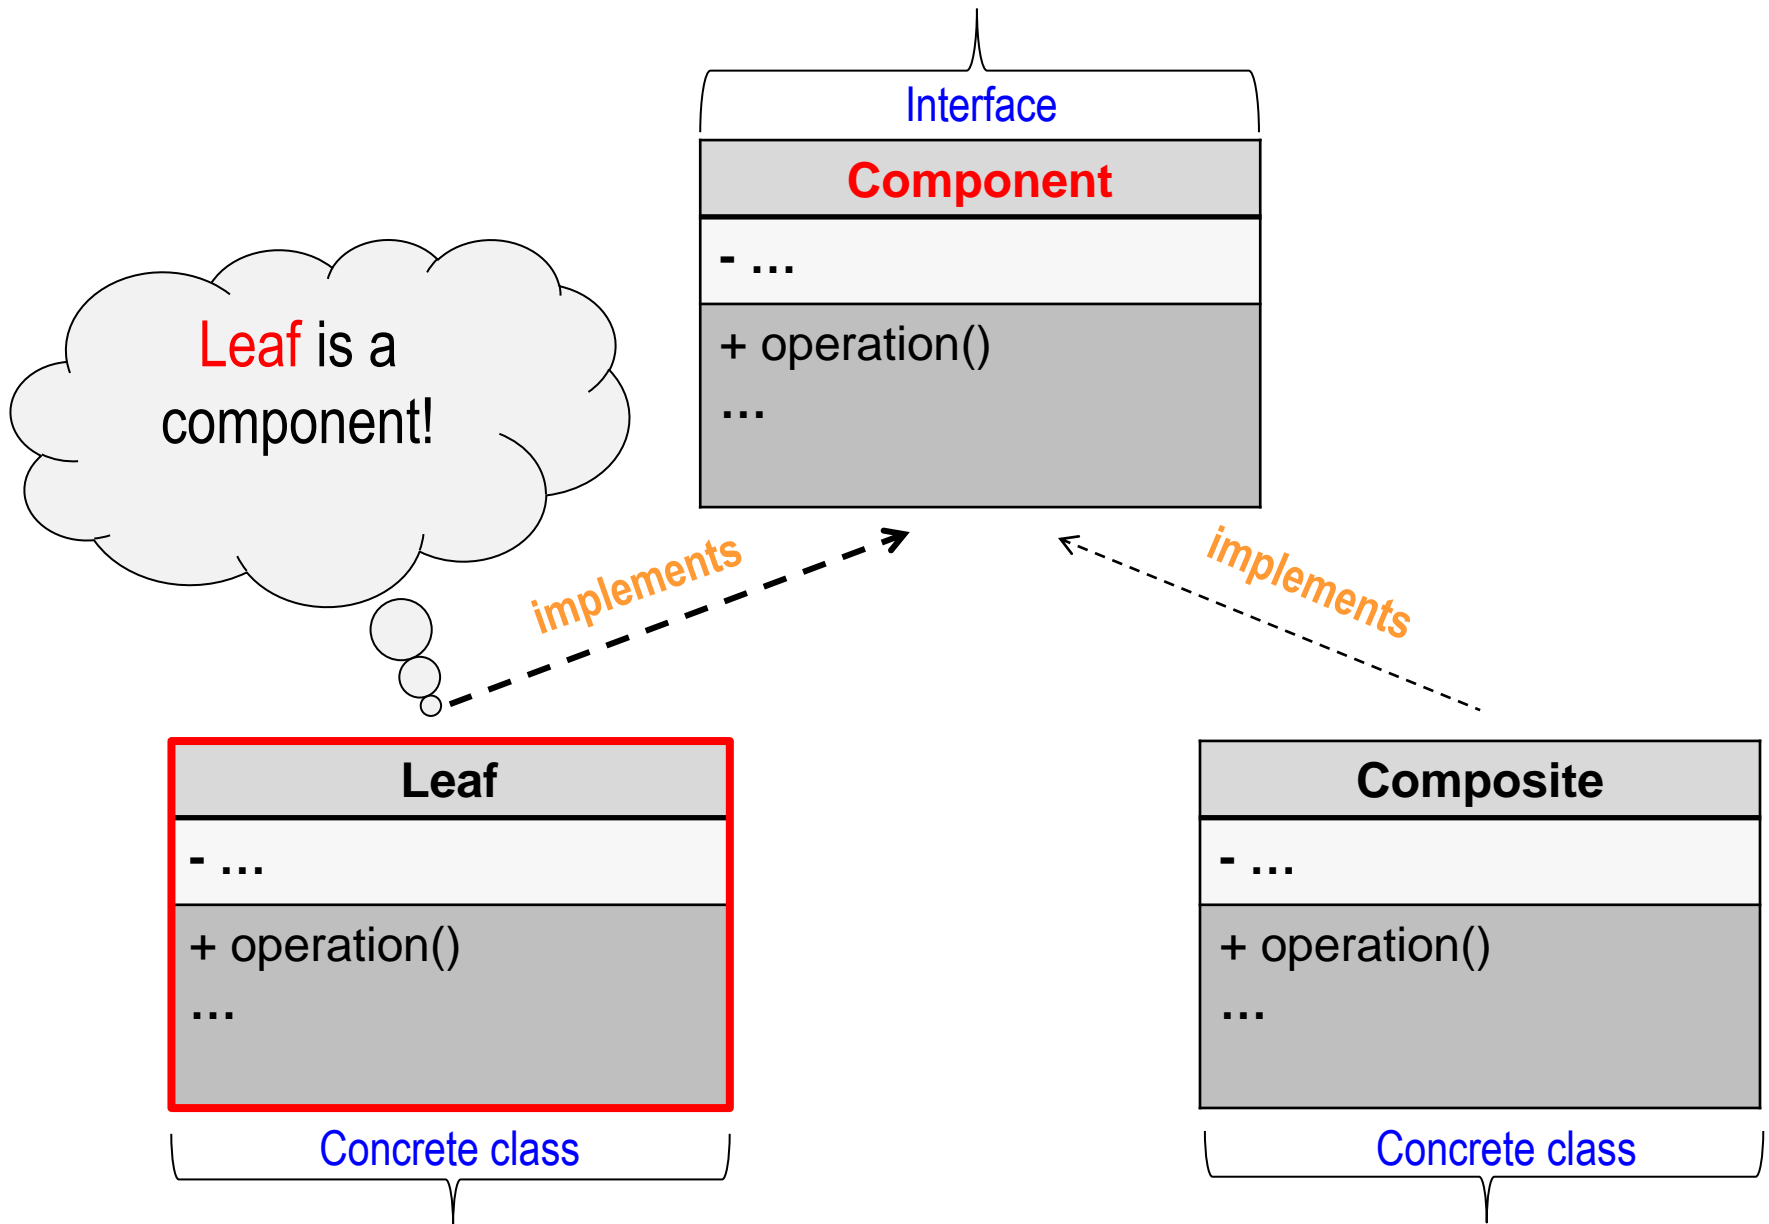 Interface
Component
- …
+ operation()
…
Leaf is a
component!
implements
implements
Leaf
- …
+ operation()
…
Concrete class
Composite
- …
+ operation()
…
Concrete class